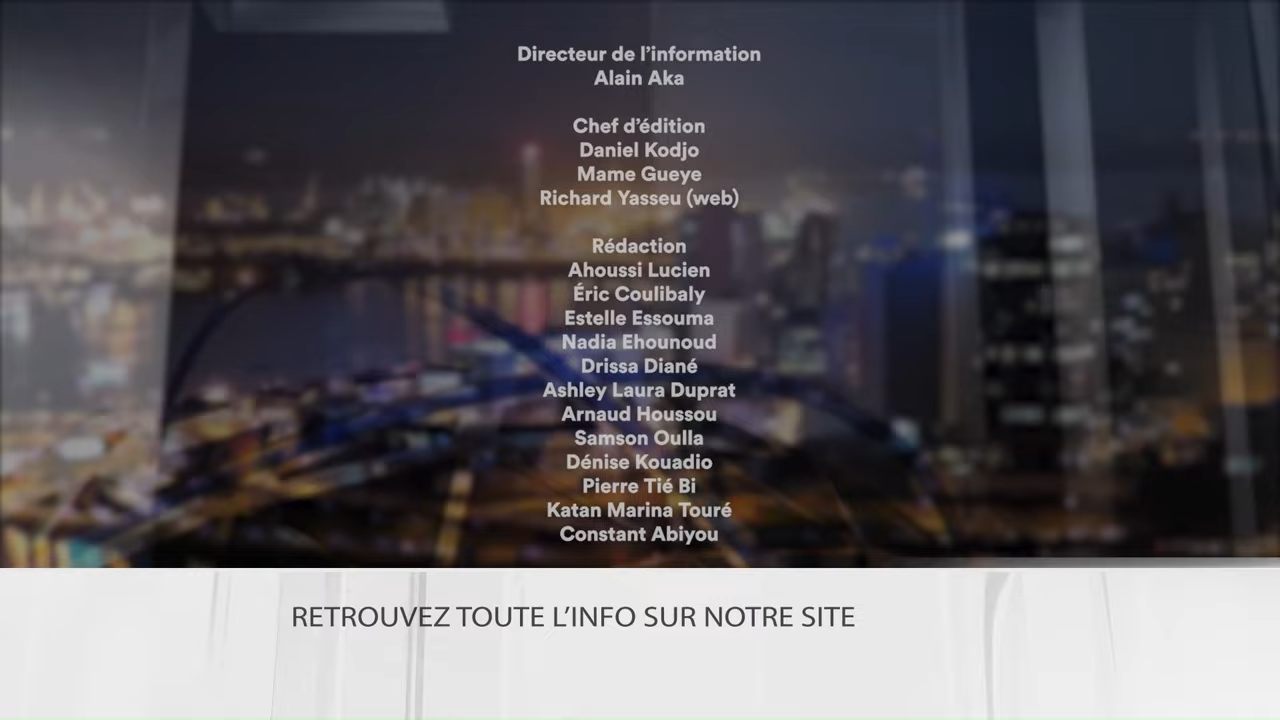 Directeur de l’information
Alain Aka
Chef d’édition
Daniel Kodjo
Mame Gueye
Richard Yasseu (web)
Rédaction
Ahoussi Lucien
Éric Coulibaly
Estelle Essouma
Nadia Ehounoud
Drissa Diané
Ashley Laura Duprat
Arnaud Houssou
Samson Oulla
Dénise Kouadio
Pierre Tié Bi
Katan Marina Touré
Constant Abiyou
RETROUVEZ TOUTE L’INFO SUR NOTRE SITE